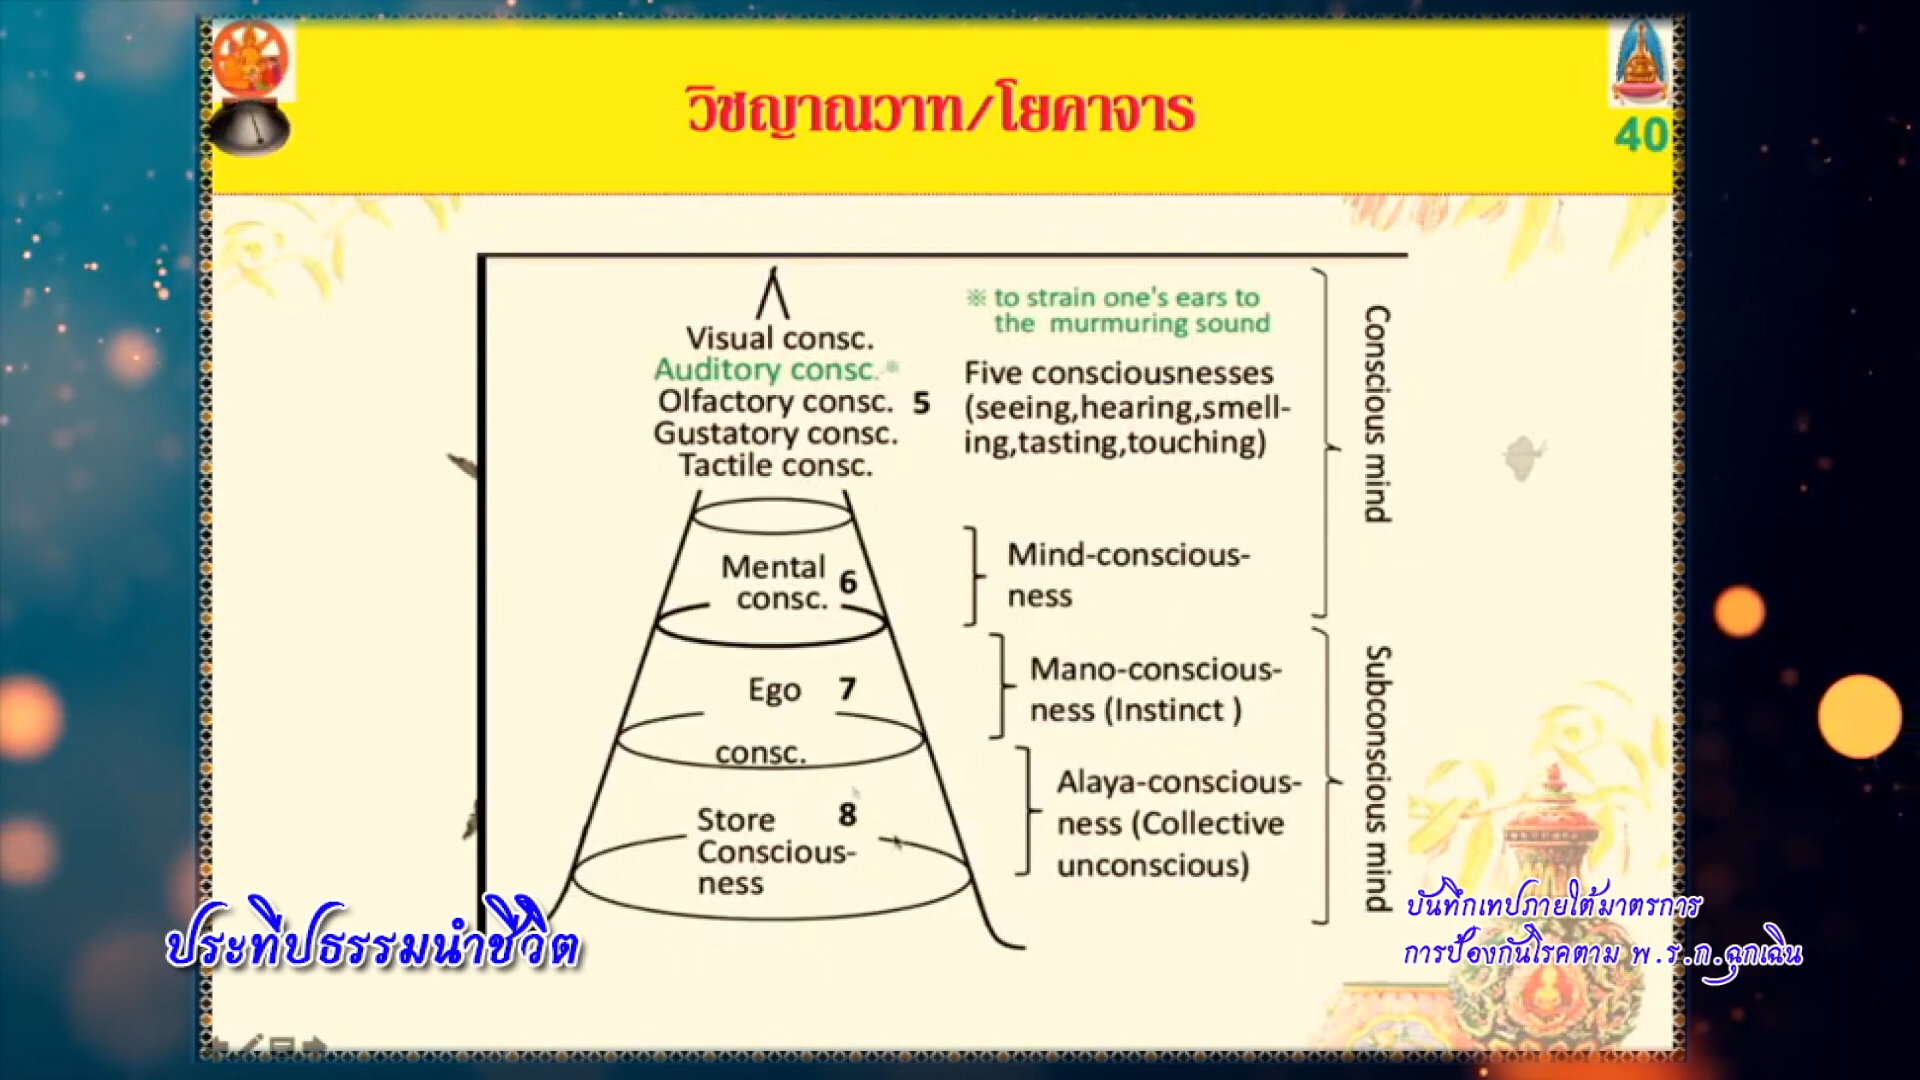 วิชญาณวาท/โยคาจาร
40
Visual consc.
Auditory consc.※
Olfactory consc. 5
Gustatory consc.
Tactile consc.
※ to strain one's ears to
the murmuring sound
Five consciousnesses
(seeing,hearing,smell-
ing,tasting,touching)
Mental
consc. 6
Mind-conscious-
ness
Conscious mind
Ego 7
consc.
Mano-conscious-
ness (Instinct )
Store 8
Conscious-
ness
Alaya-conscious-
ness (Collective
unconscious)
Subconscious mind
ประทีปธรรมนำชีวิต
บันทึกเทปภายใต้มาตรการ
การป้องกันโรคตาม พ.ร.ก.ฉุกเฉิน